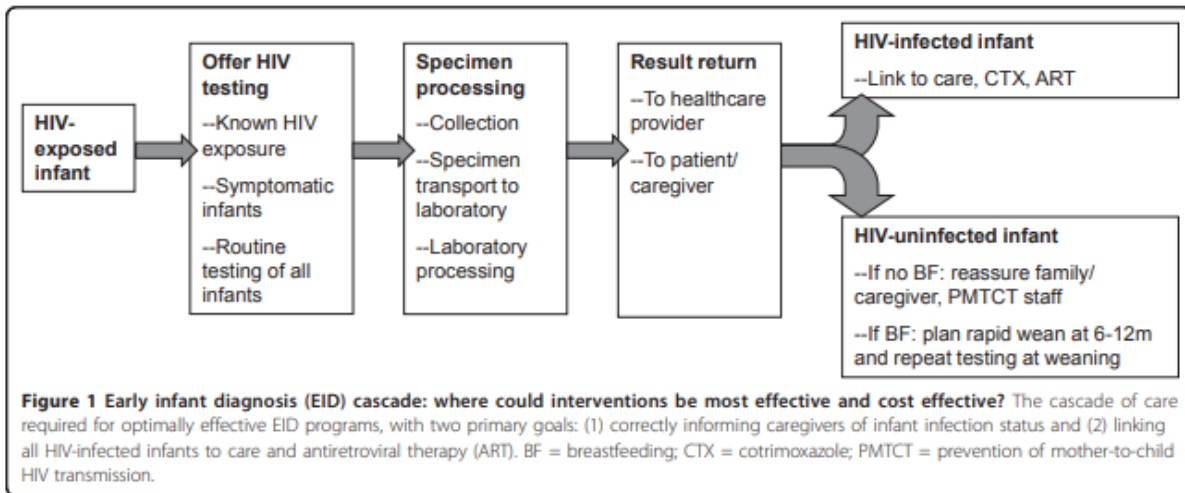 HIV-
exposed
infant
Offer HIV
testing
--Known HIV
exposure
--Symptomatic
infants
--Routine
testing of all
infants
Specimen
processing
--Collection
--Specimen
transport to
laboratory
--Laboratory
processing
Result return
--To healthcare
provider
--To patient/
caregiver
HIV-infected infant
--Link to care, CTX, ART
HIV-uninfected infant
--If no BF: reassure family/
caregiver, PMTCT staff
--If BF: plan rapid wean at 6-12m
and repeat testing at weaning
Figure 1 Early infant diagnosis (EID) cascade: where could interventions be most effective and cost effective? The cascade of care
required for optimally effective EID programs, with two primary goals: (1) correctly informing caregivers of infant infection status and (2) linking
all HIV-infected infants to care and antiretroviral therapy (ART). BF = breastfeeding; CTX = cotrimoxazole; PMTCT = prevention of mother-to-child
HIV transmission.